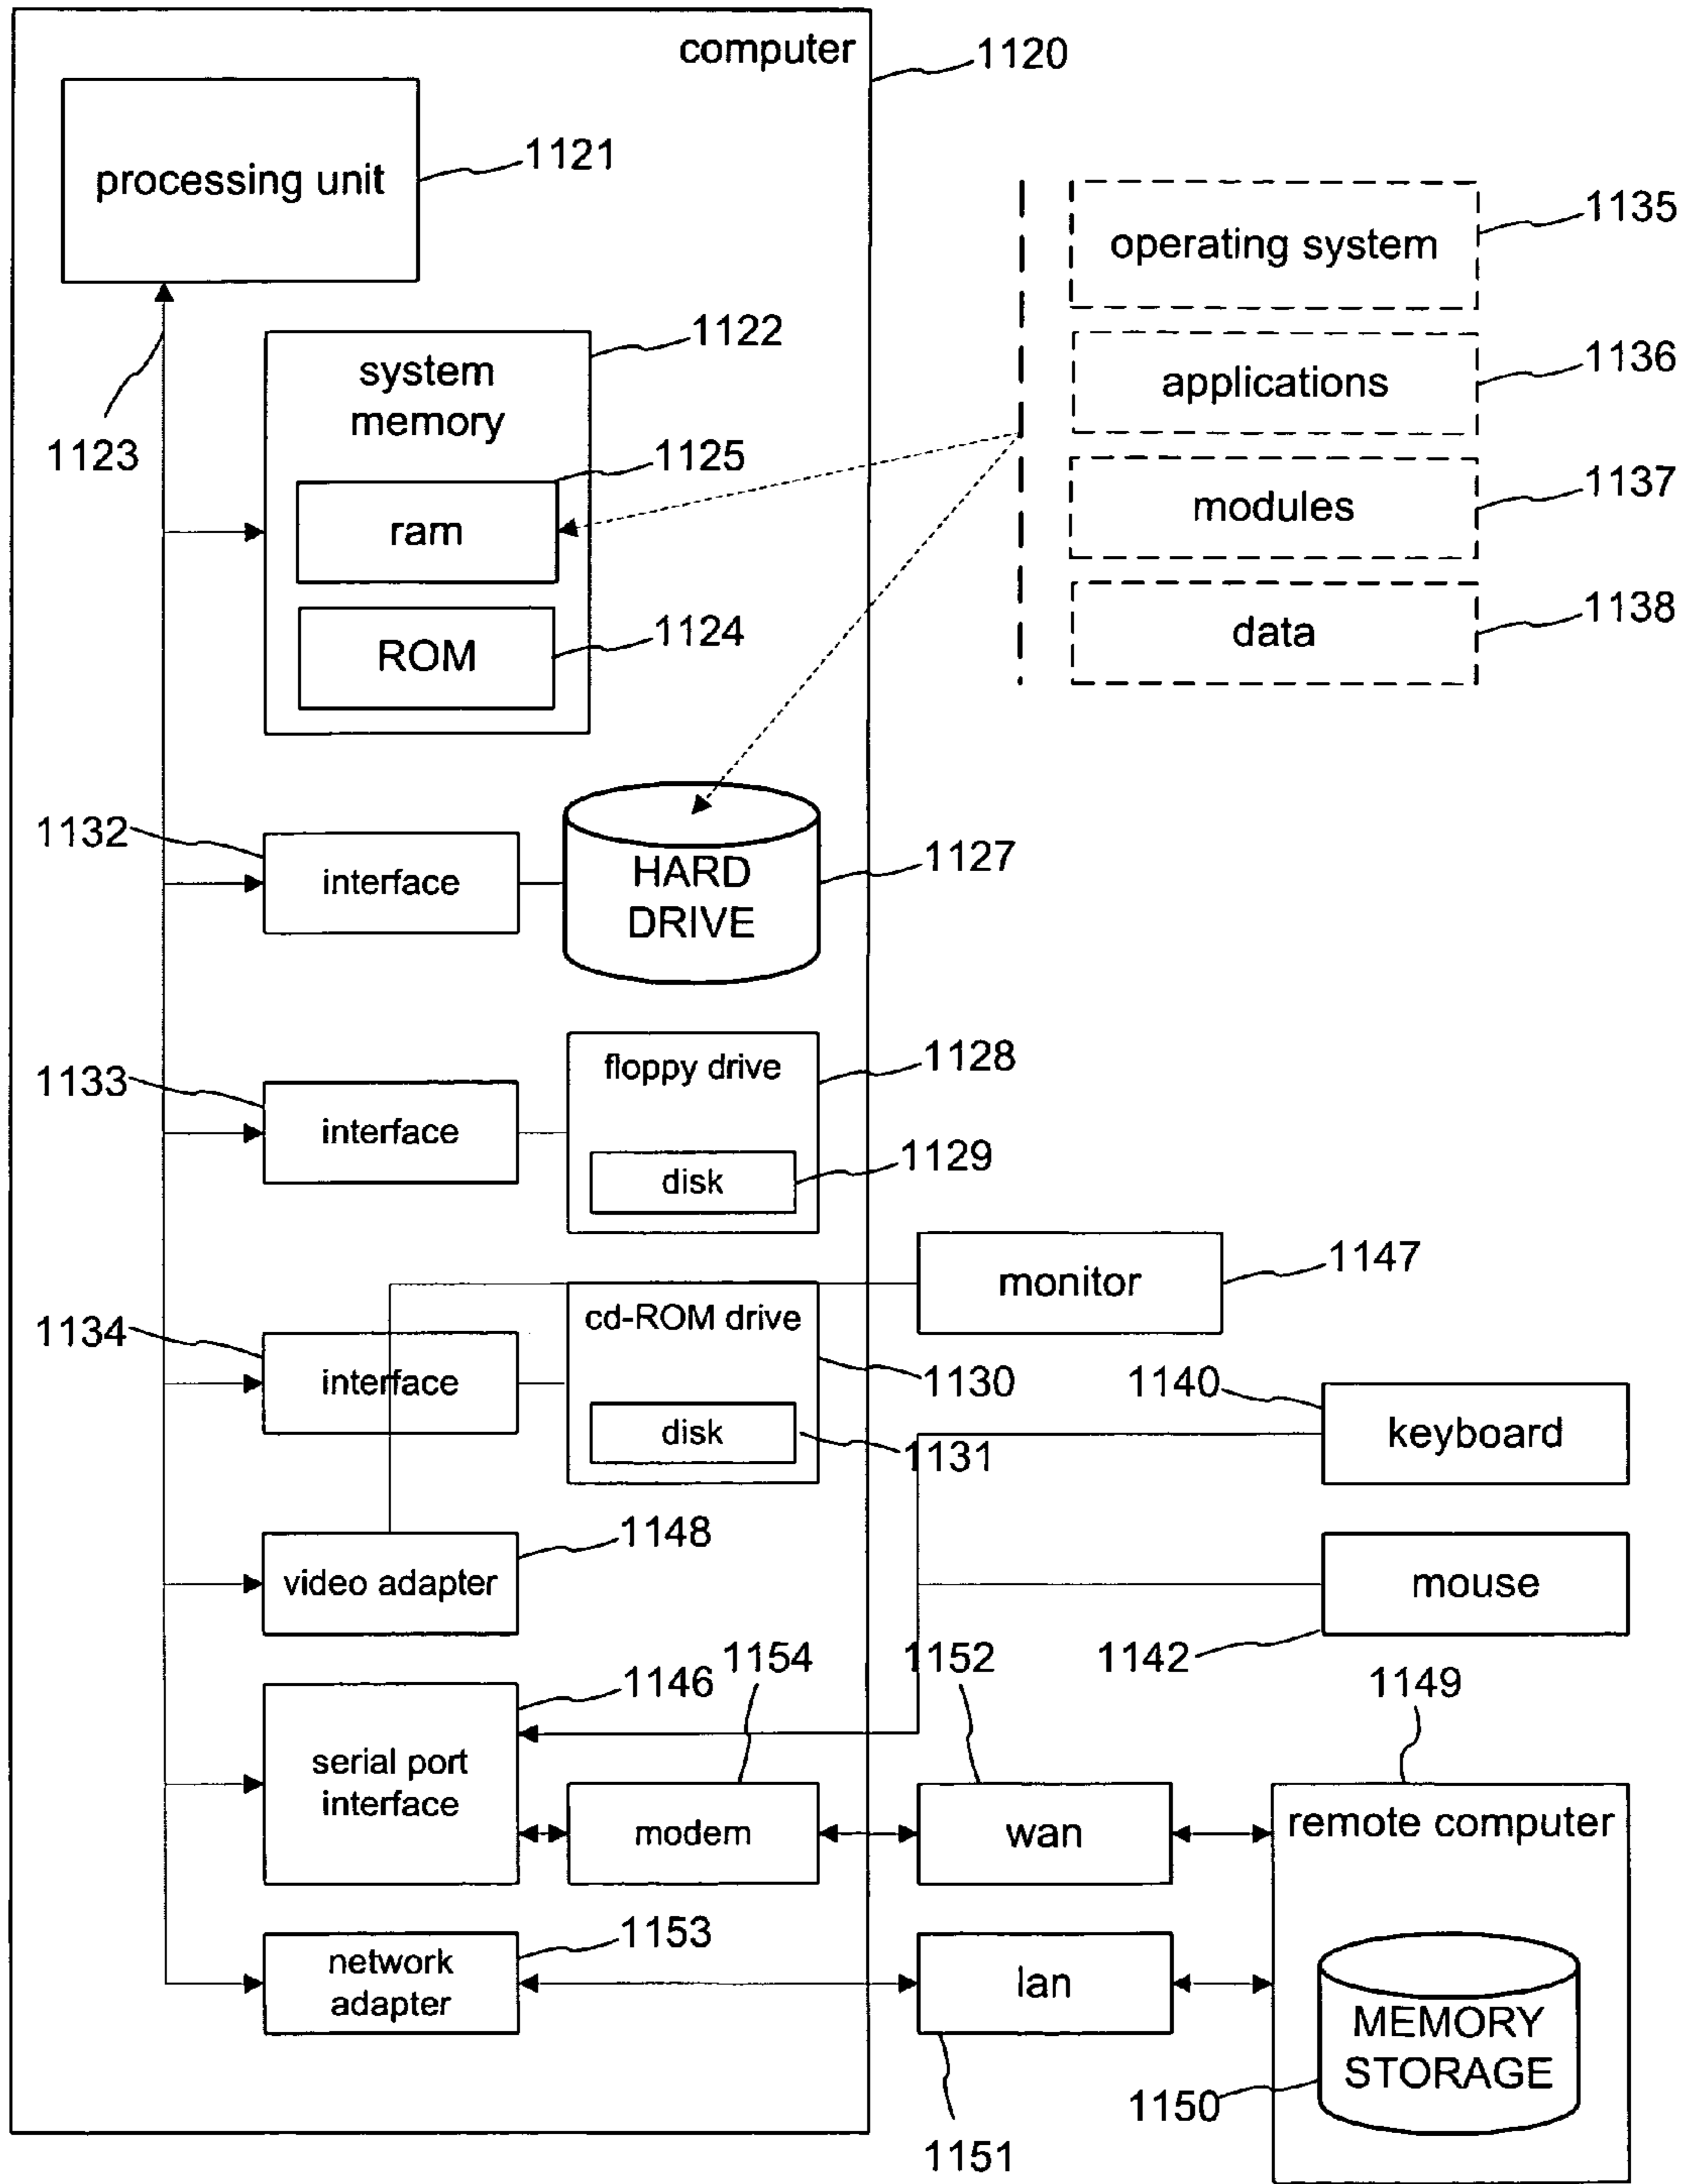 computer
1120
processing unit
1121
1135
operating system
1122
system
memory
1136
applications
1123
1125
ram
1137
modules
1124
ROM
1138
data
1132
interface
HARD
DRIVE
1127
1133
interface
floppy drive
1128
disk
1129
monitor
1147
1134
interface
cd-ROM drive
1130
1140
keyboard
disk
1131
1148
video adapter
mouse
1142
1146
1154
1152
1149
serial port
interface
modem
wan
remote computer
1153
network
adapter
lan
MEMORY
STORAGE
1150
1151